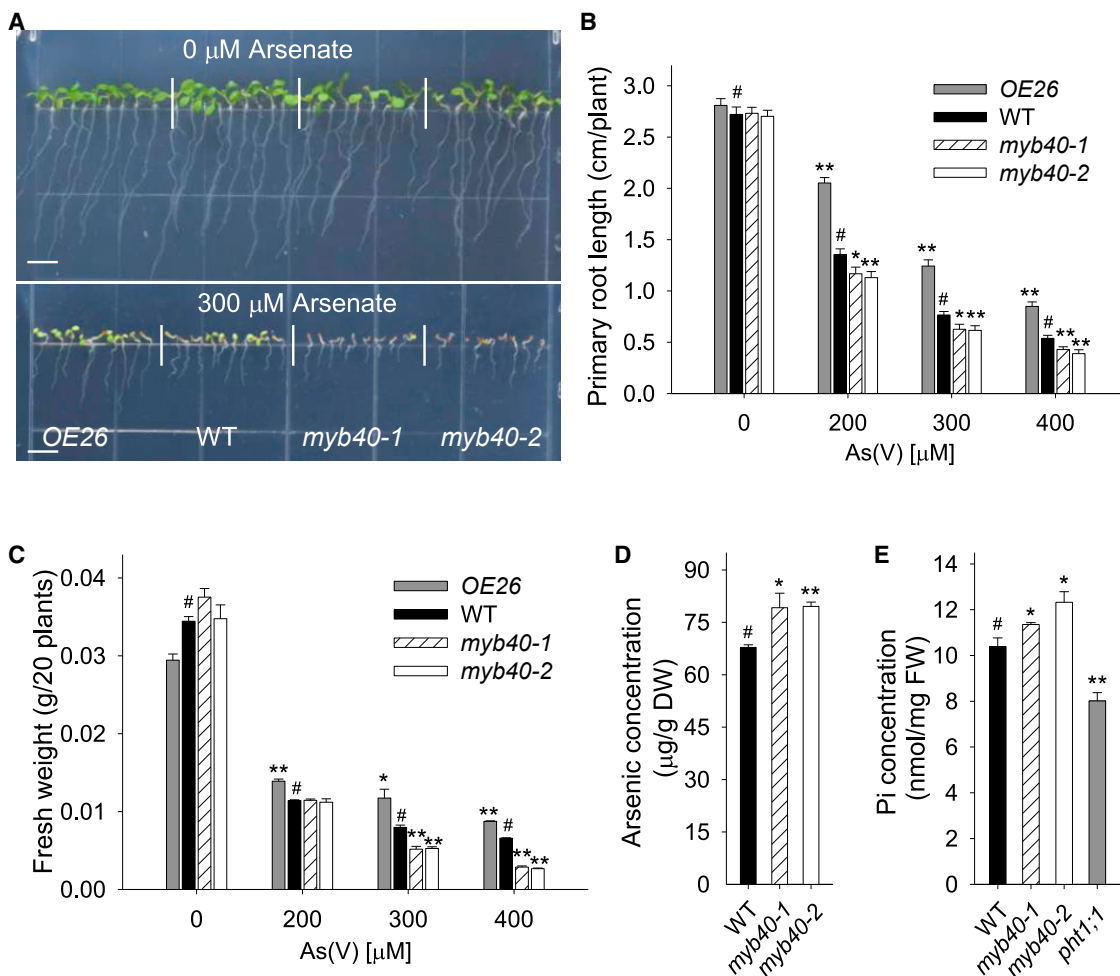 A
0 μM Arsenate
300 μM Arsenate
OE26 WT myb40-1 myb40-2
B
Primary root length (cm/plant)
3.0
2.5
2.0
1.5
1.0
0.5
0.0
OE26
WT
myb40-1
myb40-2
#
** # * **
** # * **
** # ** **
0 200 300 400
As(V) [μM]
C
Fresh weight (g/20 plants)
0.04
0.03
0.02
0.01
0.00
OE26
WT
myb40-1
myb40-2
#
** #
* # ** **
** # ** **
0 200 300 400
As(V) [μM]
D
Arsenic concentration
(μg/g DW)
90
75
60
45
30
15
0
# * **
WT myb40-1 myb40-2
E
Pi concentration
(nmol/mg FW)
14
12
10
8
6
4
2
0
# * * **
WT myb40-1 myb40-2 pht1;1